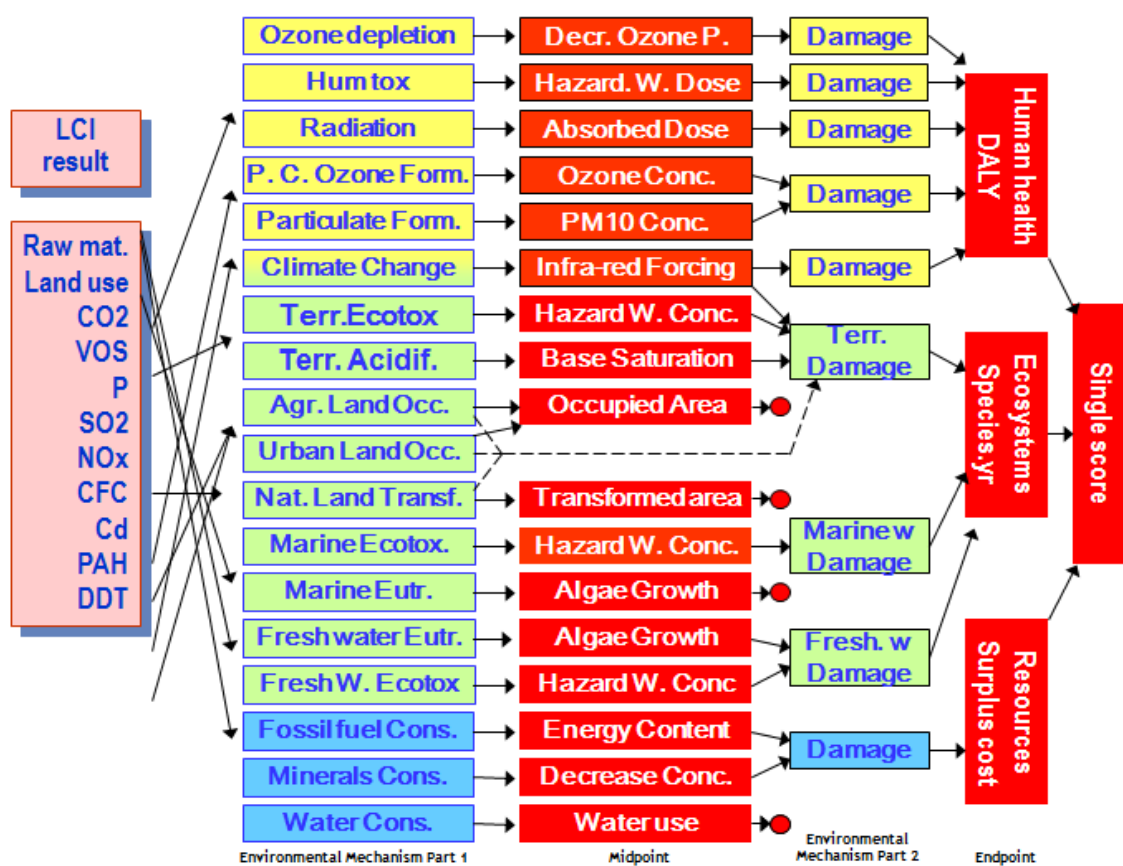 LCI
result
Raw mat.
Land use
CO2
VOS
P
SO2
NOx
CFC
Cd
PAH
DDT
Ozone depletion
Hum tox
Radiation
P. C. Ozone Form.
Particulate Form.
Climate Change
Terr.Ecotox
Terr. Acidif.
Agr. Land Occ.
Urban Land Occ.
Nat. Land Transf.
Marine Ecotox.
Marine Eutr.
Fresh water Eutr.
Fresh W. Ecotox
Fossil fuel Cons.
Minerals Cons.
Water Cons.
Environmental Mechanism Part 1
Decr. Ozone P.
Hazard. W. Dose
Absorbed Dose
Ozone Conc.
PM10 Conc.
Infra-red Forcing
Hazard W. Conc.
Base Saturation
Occupied Area
Transformed area
Hazard W. Conc.
Algae Growth
Algae Growth
Hazard W. Conc
Energy Content
Decrease Conc.
Water use
Midpoint
Damage
Damage
Damage
Damage
Damage
Terr.
Damage
Marine w
Damage
Fresh. w
Damage
Damage
Environmental
Mechanism Part 2
Human health
DALY
Ecosystems
Species.yr
Resources
Surplus cost
Endpoint
Single score